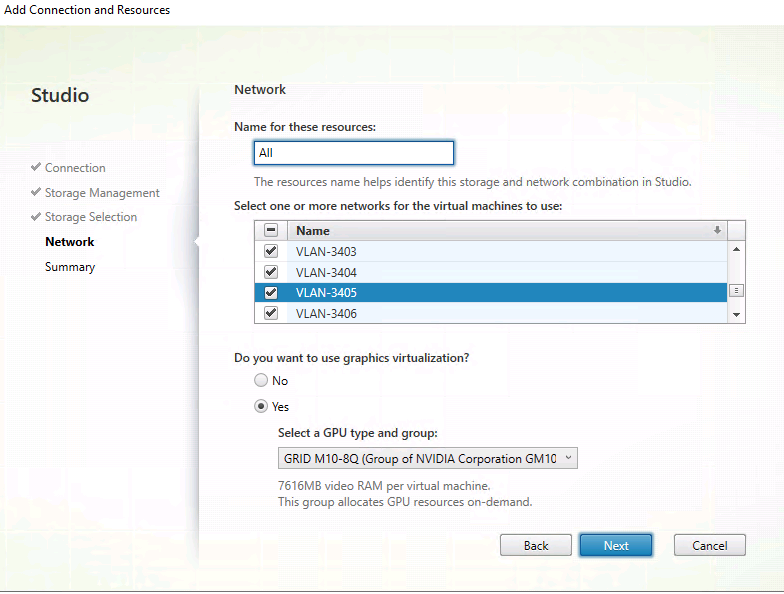 Add Connection and Resources
Studio
Connection
Storage Management
Storage Selection
Network
Summary
Network
Name for these resources:
All
The resources name helps identify this storage and network combination in Studio.
Select one or more networks for the virtual machines to use:
Name
VLAN-3403
VLAN-3404
VLAN-3405
VLAN-3406
Do you want to use graphics virtualization?
No
Yes
Select a GPU type and group:
GRID M10-8Q (Group of NVIDIA Corporation GM10
7616MB video RAM per virtual machine.
This group allocates GPU resources on-demand.
Back Next Cancel